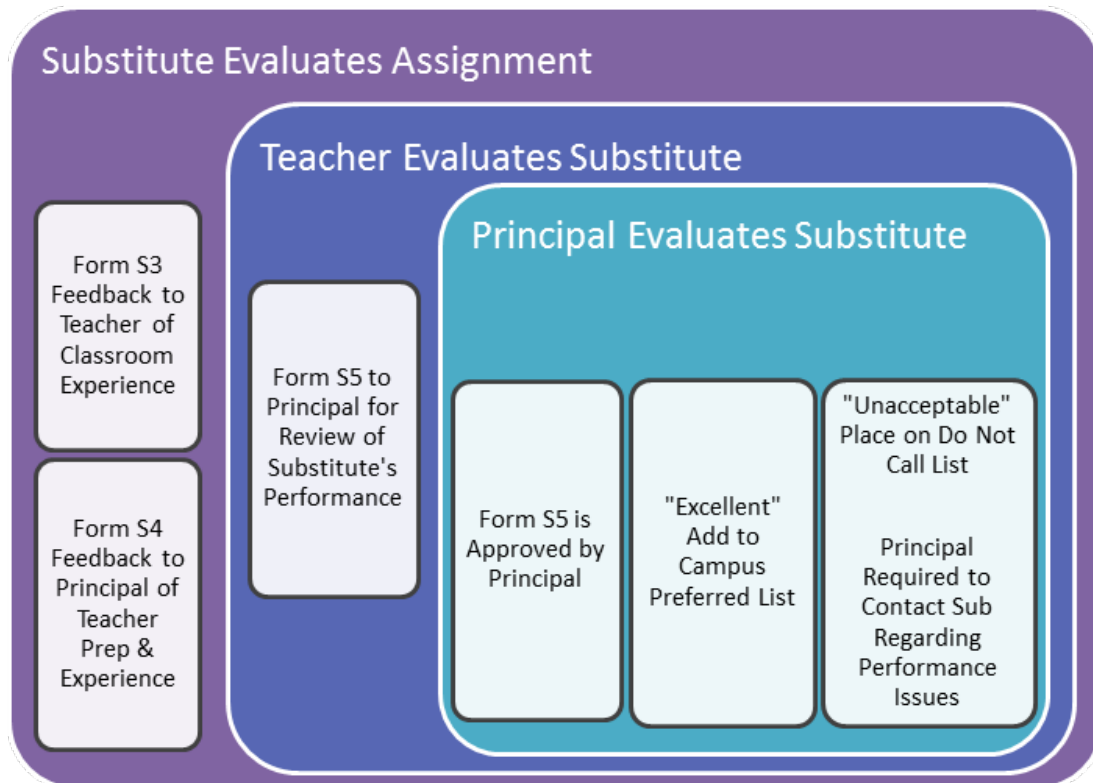 Substitute Evaluates Assignment
Teacher Evaluates Substitute
Principal Evaluates Substitute
Form S3
Feedback to
Teacher of
Classroom
Experience
Form S4
Feedback to
Principal of
Teacher
Prep &
Experience
Form S5 to
Principal for
Review of
Substitute's
Performance
Form S5 is
Approved by
Principal
"Excellent"
Add to
Campus
Preferred List
"Unacceptable"
Place on Do Not
Call List
Principal
Required to
Contact Sub
Regarding
Performance
Issues